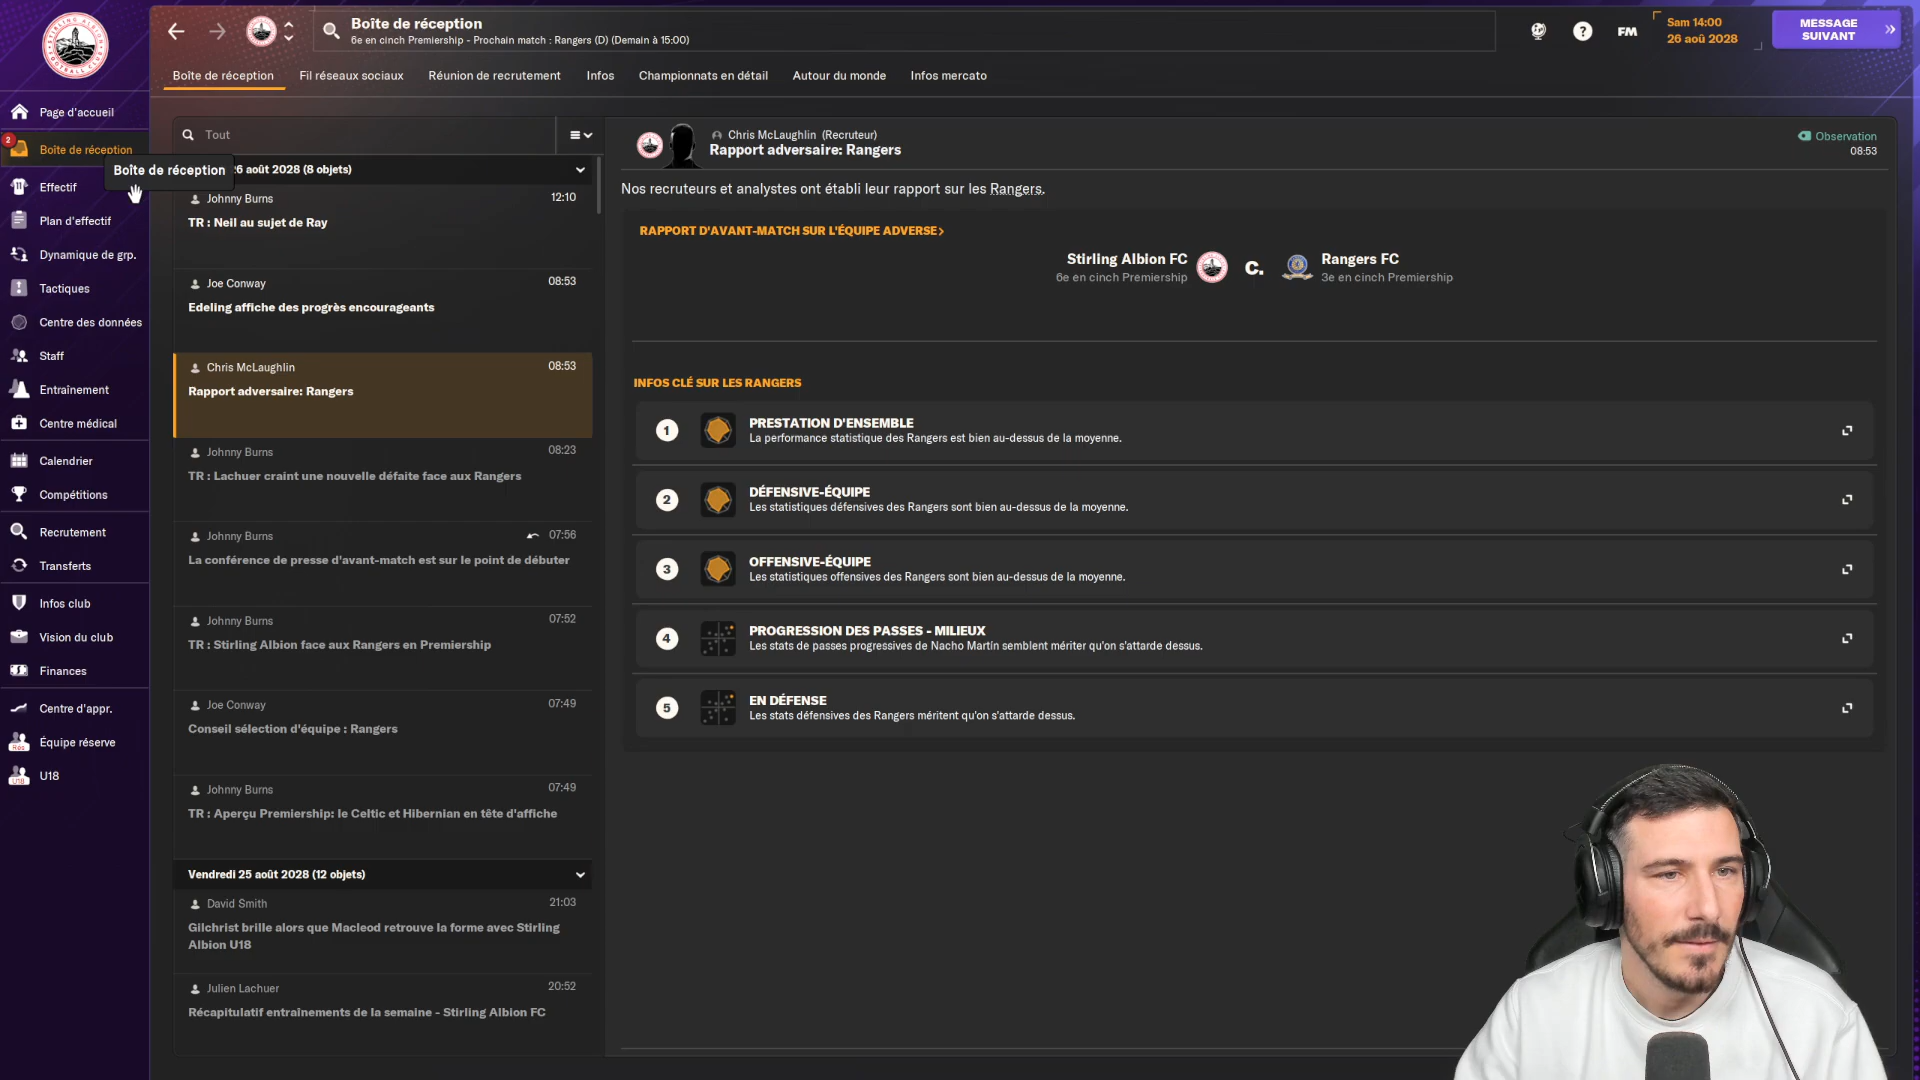 Boîte de réception
6e en cinch Premiership - Prochain match : Rangers (D) (Demain à 15:00)
FM
Sam 14:00
26 aoû 2028
MESSAGE
SUIVANT
Boîte de réception
Fil réseaux sociaux
Réunion de recrutement
Infos
Championnats en détail
Autour du monde
Infos mercato
Page d'accueil
2
Boîte de réception
Boîte de réception
Effectif
Plan d'effectif
Dynamique de grp.
Tactiques
Centre des données
Staff
Entraînement
Centre médical
Calendrier
Compétitions
Recrutement
Transferts
Infos club
Vision du club
Finances
Centre d'appr.
Équipe réserve
U18
Tout
26 août 2028 (8 objets)
Johnny Burns
12:10
TR : Neil au sujet de Ray
Joe Conway
08:53
Edeling affiche des progrès encourageants
Chris McLaughlin
08:53
Rapport adversaire: Rangers
Johnny Burns
08:23
TR : Lachuer craint une nouvelle défaite face aux Rangers
Johnny Burns
07:56
La conférence de presse d'avant-match est sur le point de débuter
Johnny Burns
07:52
TR : Stirling Albion face aux Rangers en Premiership
Joe Conway
07:49
Conseil sélection d'équipe : Rangers
Johnny Burns
07:49
TR : Aperçu Premiership: le Celtic et Hibernian en tête d'affiche
Vendredi 25 août 2028 (12 objets)
David Smith
21:03
Gilchrist brille alors que Macleod retrouve la forme avec Stirling
Albion U18
Julien Lachuer
20:52
Récapitulatif entraînements de la semaine - Stirling Albion FC
Chris McLaughlin (Recruteur)
Rapport adversaire: Rangers
Observation
08:53
Nos recruteurs et analystes ont établi leur rapport sur les Rangers.
RAPPORT D'AVANT-MATCH SUR L'ÉQUIPE ADVERSE>
Stirling Albion FC
6e en cinch Premiership
C.
Rangers FC
3e en cinch Premiership
INFOS CLÉ SUR LES RANGERS
1
PRESTATION D'ENSEMBLE
La performance statistique des Rangers est bien au-dessus de la moyenne.
2
DÉFENSIVE-ÉQUIPE
Les statistiques défensives des Rangers sont bien au-dessus de la moyenne.
3
OFFENSIVE-ÉQUIPE
Les statistiques offensives des Rangers sont bien au-dessus de la moyenne.
4
PROGRESSION DES PASSES - MILIEUX
Les stats de passes progressives de Nacho Martín semblent mériter qu'on s'attarde dessus.
5
EN DÉFENSE
Les stats défensives des Rangers méritent qu'on s'attarde dessus.